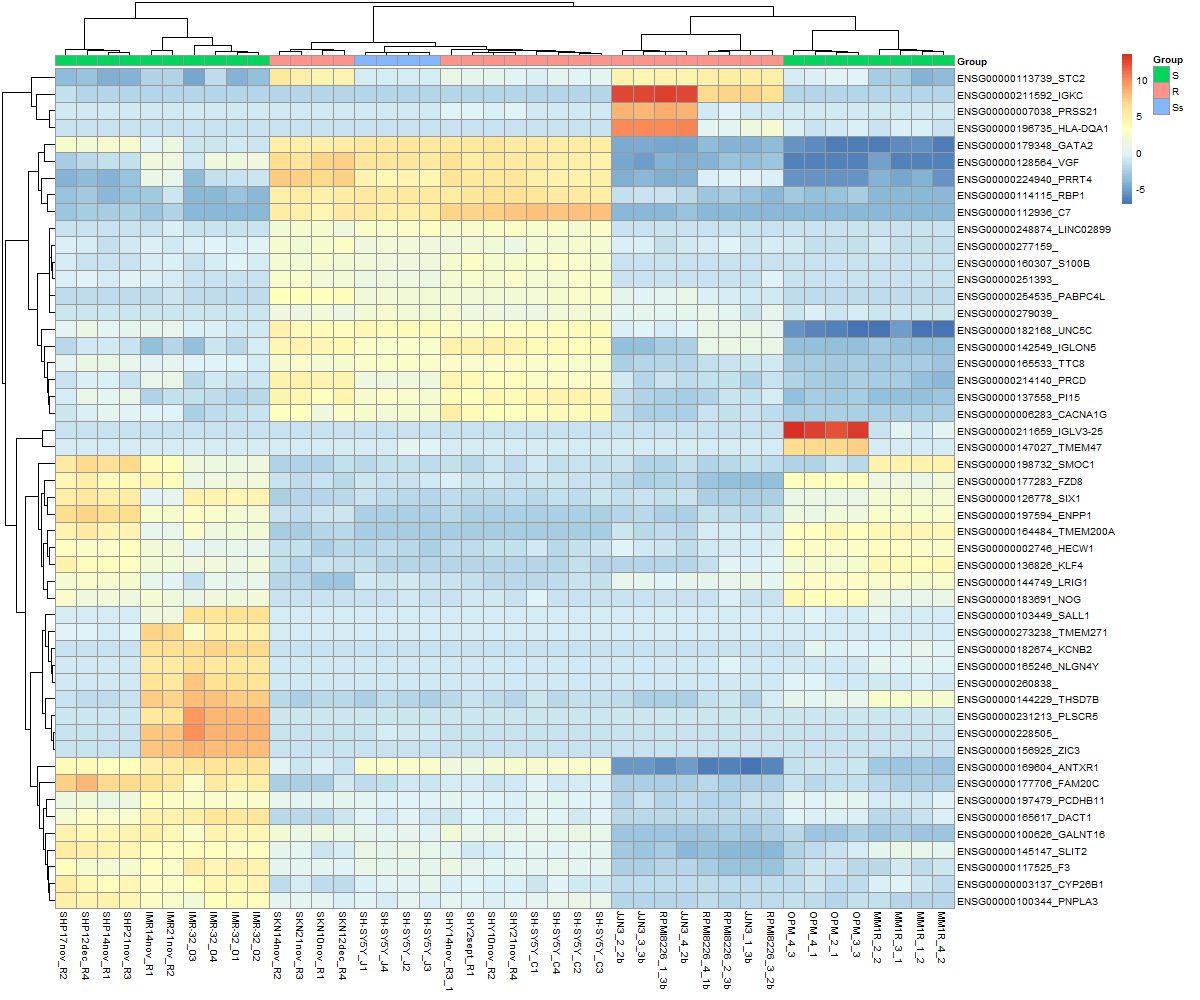 Group
Group
S
R
Ss
10
5
0
-5
ENSG00000113739_STC2
ENSG00000211592_IGKC
ENSG00000007038_PRSS21
ENSG00000196735_HLA-DQA1
ENSG00000179348_GATA2
ENSG00000128564_VGF
ENSG00000224940_PRRT4
ENSG00000114115_RBP1
ENSG00000112936_C7
ENSG00000248874_LINC02899
ENSG00000277159_
ENSG00000160307_S100B
ENSG00000251393_
ENSG00000254535_PABPC4L
ENSG00000279039_
ENSG00000182168_UNC5C
ENSG00000142549_IGLON5
ENSG00000165533_TTC8
ENSG00000214140_PRCD
ENSG00000137558_PI15
ENSG00000006283_CACNA1G
ENSG00000211659_IGLV3-25
ENSG00000147027_TMEM47
ENSG00000198732_SMOC1
ENSG00000177283_FZD8
ENSG00000126778_SIX1
ENSG00000197594_ENPP1
ENSG00000164484_TMEM200A
ENSG00000002746_HECW1
ENSG00000136826_KLF4
ENSG00000144749_LRIG1
ENSG00000183691_NOG
ENSG00000103449_SALL1
ENSG00000273238_TMEM271
ENSG00000182674_KCNB2
ENSG00000165246_NLGN4Y
ENSG00000260838_
ENSG00000144229_THSD7B
ENSG00000231213_PLSCR5
ENSG00000228505_
ENSG00000156925_ZIC3
ENSG00000169604_ANTXR1
ENSG00000177706_FAM20C
ENSG00000197479_PCDHB11
ENSG00000165617_DACT1
ENSG00000100626_GALNT16
ENSG00000145147_SLIT2
ENSG00000117525_F3
ENSG00000003137_CYP26B1
ENSG00000100344_PNPLA3
SHP17nov_R2
SHP12dec_R4
SHP14nov_R1
SHP21nov_R3
IMR14nov_R1
IMR21nov_R2
IMR-32_O3
IMR-32_O4
IMR-32_O1
IMR-32_O2
SKN14nov_R2
SKN21nov_R3
SKN10nov_R1
SKN12dec_R4
SH-SY5Y_J1
SH-SY5Y_J4
SH-SY5Y_J2
SH-SY5Y_J3
SHY14nov_R3_1
SHY2sept_R1
SHY10nov_R2
SHY21nov_R4
SH-SY5Y_C1
SH-SY5Y_C4
SH-SY5Y_C2
SH-SY5Y_C3
JJN3_2_2b
JJN3_3_3b
RPMI8226_1_3b
JJN3_4_2b
RPMI8226_4_1b
RPMI8226_2_3b
JJN3_1_3b
RPMI8226_3_2b
OPM_4_3
OPM_4_1
OPM_2_1
OPM_3_3
MM1R_2_2
MM1R_3_1
MM1R_1_2
MM1R_4_2